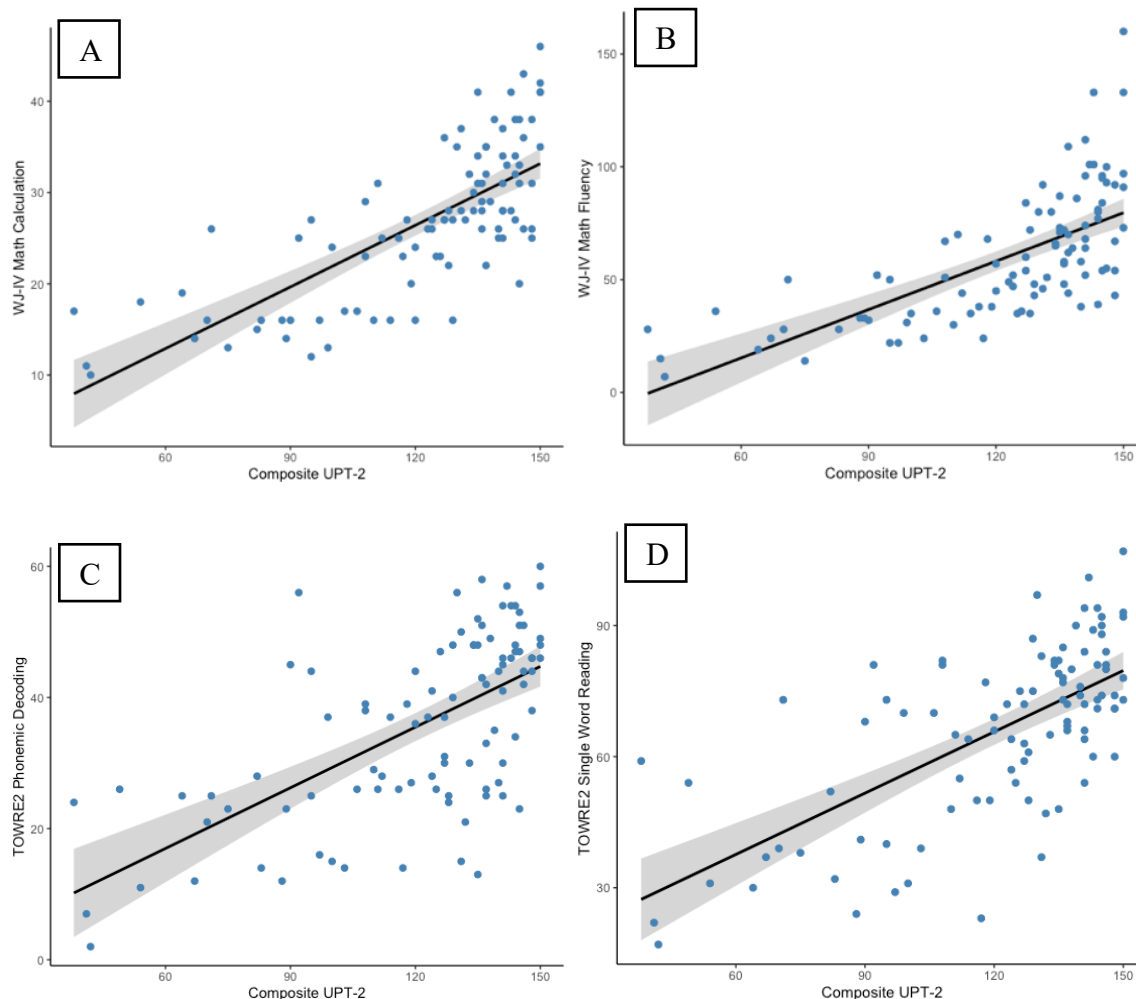 A
WJ-IV Math Calculation
40
30
20
10
60
90
120
150
Composite UPT-2
B
WJ-IV Math Fluency
150
100
50
0
60
90
120
150
Composite UPT-2
C
TOWRE2 Phonemic Decoding
60
40
20
0
60
90
120
150
Composite UPT-2
D
TOWRE2 Single Word Reading
90
60
30
60
90
120
150
Composite UPT-2